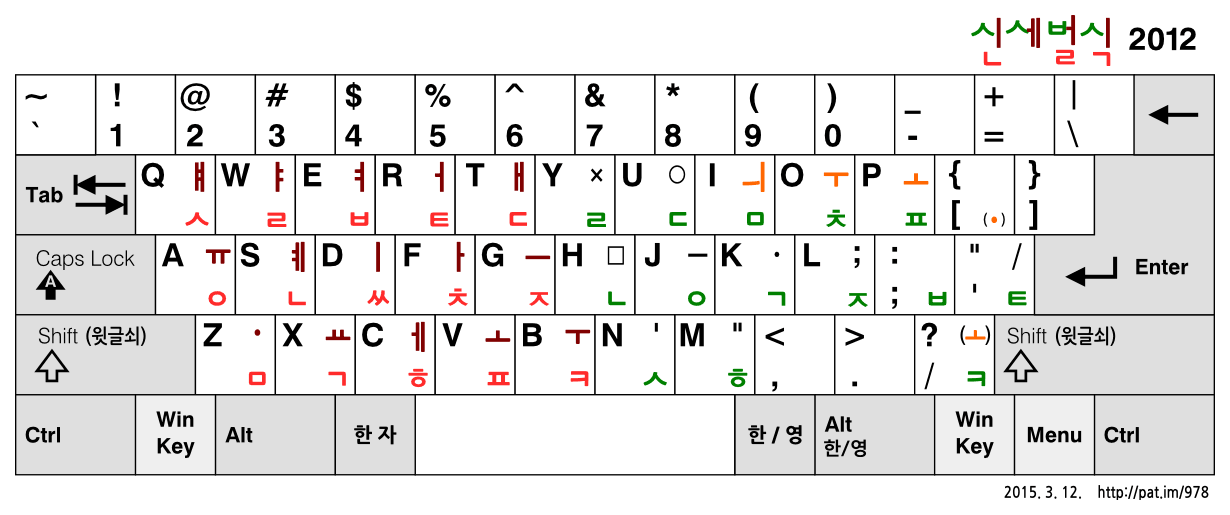 신세벌식 2012
~ ! @ # $ % ^ & * ( ) _ + |
` 1 2 3 4 5 6 7 8 9 0 - = \
Tab Q ㅒ W ㅑ E ㅕ R ㅓ T ㅐ Y × U ○ I ㅢ O ㅜ P ㅗ { }
ㅅ ㄹ ㅂ ㅌ ㄷ ㄹ ㄷ ㅁ ㅊ ㅍ [ (•) ]
Caps Lock A ㅠ S ㅖ D ㅣ F ㅏ G ㅡ H □ J – K · L ; : " / Enter
A ㅇ ㄴ ㅆ ㅊ ㅈ ㄴ ㅇ ㄱ ㅈ ; ㅂ ' ㅌ
Shift (윗글쇠) Z · X ㅛ C ㅔ V ㅗ B ㅜ N ' M " < > ? (ㅗ) Shift (윗글쇠)
ㅁ ㄱ ㅎ ㅍ ㅋ ㅅ ㅎ , . / ㅋ
Ctrl Win Key Alt 한 자 한 / 영 Alt 한/영 Win Key Menu Ctrl
2015. 3. 12. http://pat.im/978